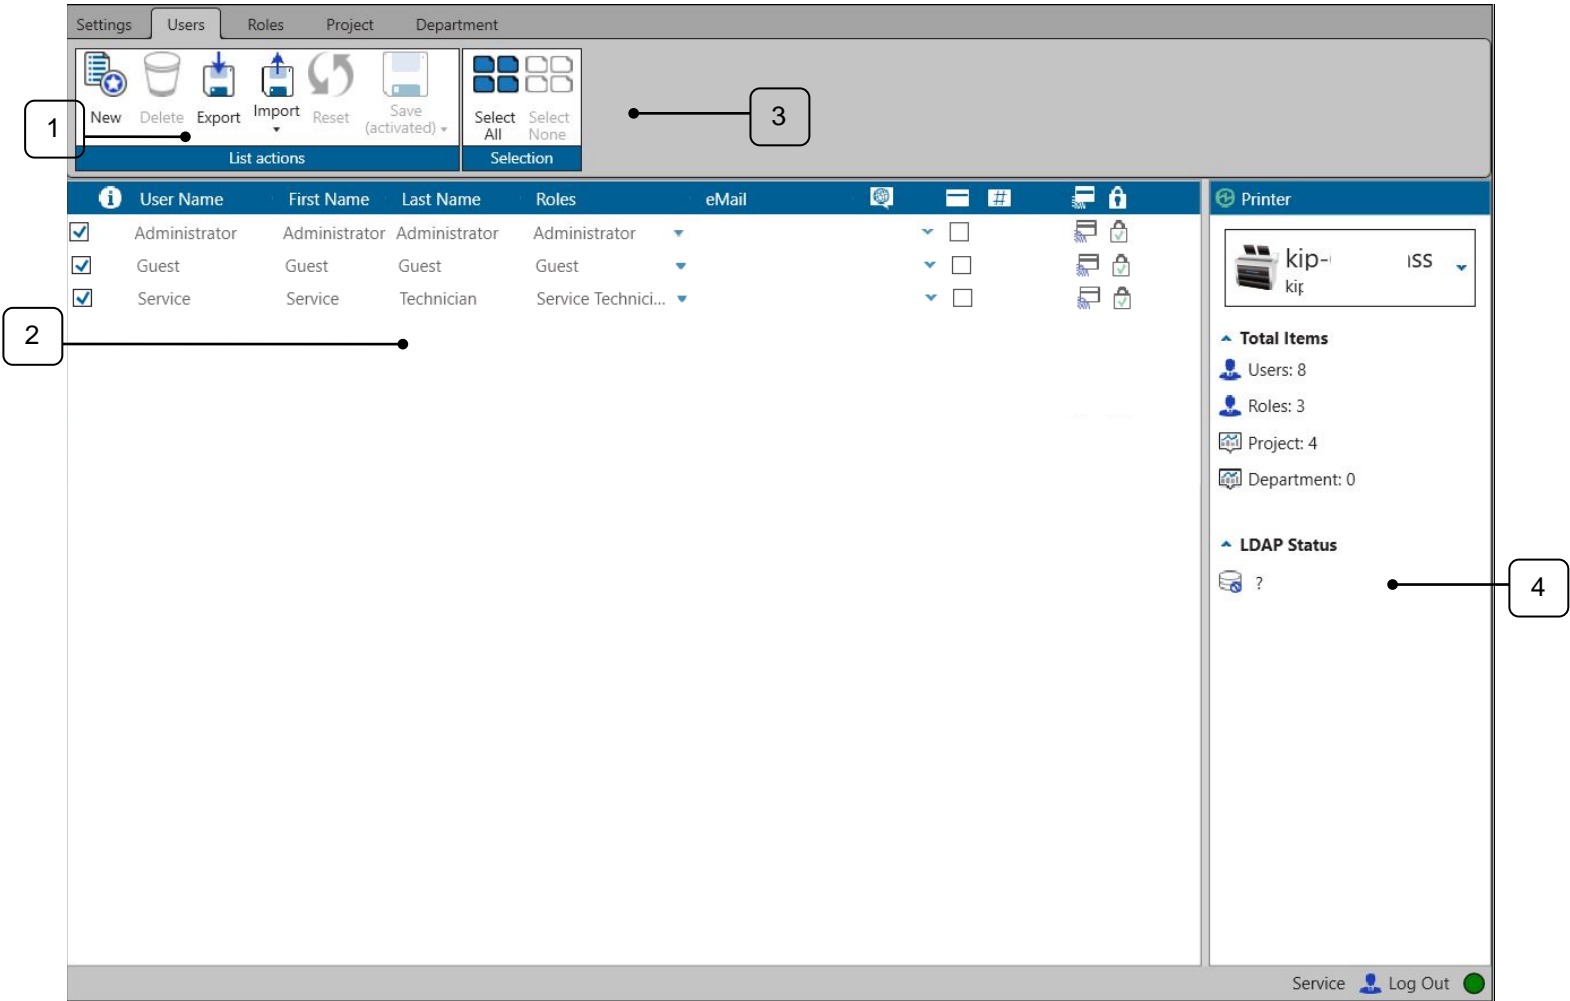 Settings Users Roles Project Department
New Delete Export Import Reset Save (activated) Select All Select None
List actions Selection
1
3
User Name First Name Last Name Roles eMail # Printer
Administrator Administrator Administrator Administrator
Guest Guest Guest Guest
Service Service Technician Service Technici...
2
kip- ss
Total Items
Users: 8
Roles: 3
Project: 4
Department: 0
LDAP Status
?
4
Service Log Out